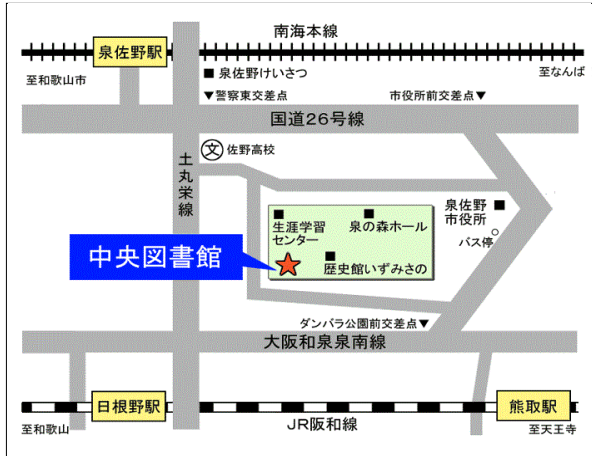 南海本線
泉佐野駅
至和歌山市
■泉佐野けいさつ
至なんば
▼警察東交差点
市役所前交差点▼
国道26号線
文 佐野高校
土丸栄線
泉佐野■
市役所
バス停
■
生涯学習
センター
■
泉の森ホール
中央図書館
■
歴史館いずみさの
ダンバラ公園前交差点▼
大阪和泉泉南線
日根野駅
熊取駅
至和歌山
JR阪和線
至天王寺